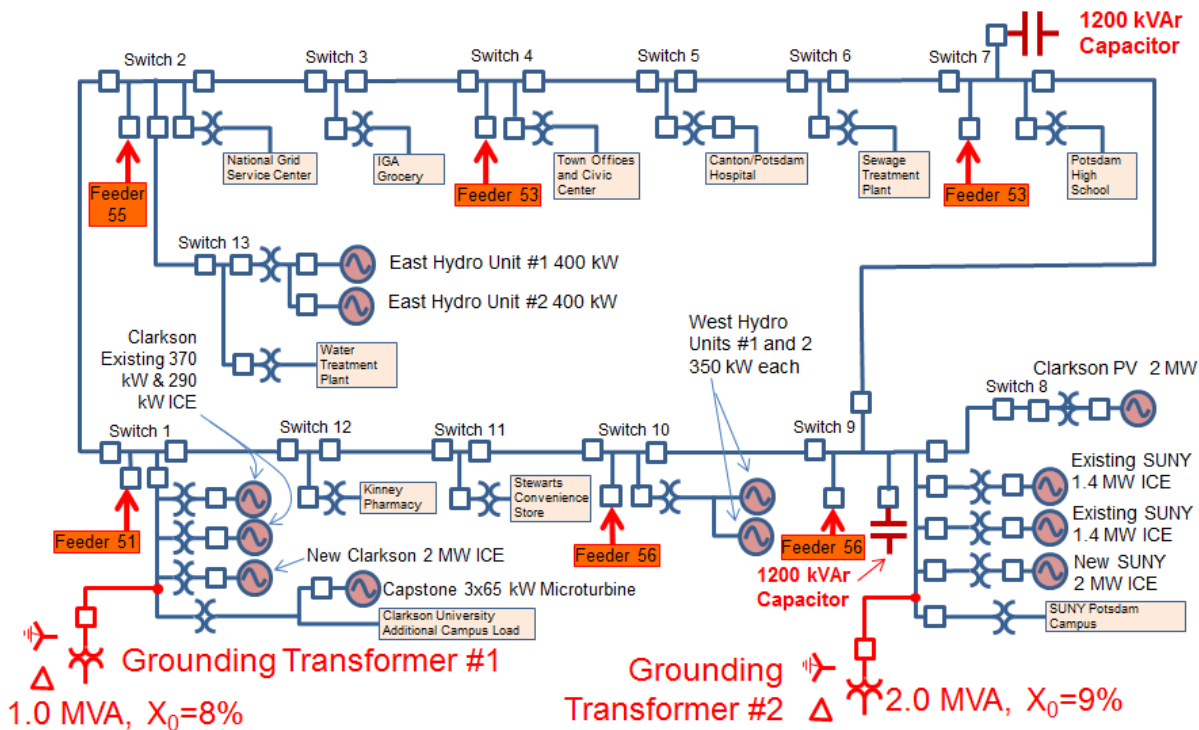 1200 kVAr
Capacitor
Switch 2
Switch 3
Switch 4
Switch 5
Switch 6
Switch 7
National Grid
Service Center
IGA
Grocery
Town Offices
and Civic
Center
Canton/Potsdam
Hospital
Sewage
Treatment
Plant
Potsdam
High
School
Feeder
55
Feeder 53
Feeder 53
Switch 13
East Hydro Unit #1 400 kW
East Hydro Unit #2 400 kW
Water
Treatment
Plant
Clarkson
Existing 370
kW & 290
kW ICE
West Hydro
Units #1 and 2
350 kW each
Clarkson PV 2 MW
Switch 8
Switch 1
Switch 12
Switch 11
Switch 10
Switch 9
Kinney
Pharmacy
Stewarts
Convenience
Store
Existing SUNY
1.4 MW ICE
Existing SUNY
1.4 MW ICE
New SUNY
2 MW ICE
Feeder 51
Feeder 56
Feeder 56
New Clarkson 2 MW ICE
1200 kVAr
Capacitor
Capstone 3x65 kW Microturbine
Clarkson University
Additional Campus Load
SUNY Potsdam
Campus
Grounding Transformer #1
1.0 MVA, X0=8%
Grounding
Transformer #2
2.0 MVA, X0=9%